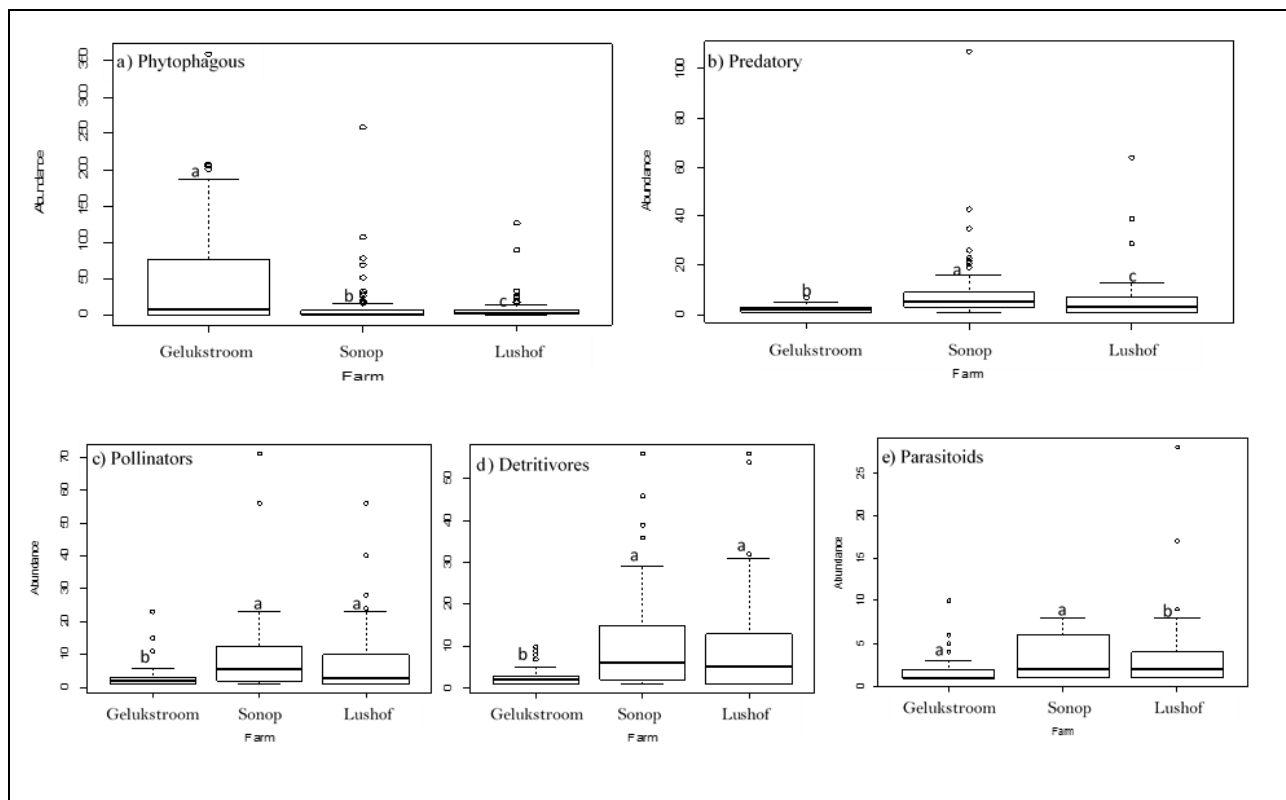 a) Phytophagous
Abundance
0 50 100 150 200 250 300 350
a
b
c
Gelukstroom Sonop Lushof
Farm
b) Predatory
Abundance
0 20 40 60 80 100
b
a
c
Gelukstroom Sonop Lushof
Farm
c) Pollinators
Abundance
0 10 20 30 40 50 60 70
b
a
a
Gelukstroom Sonop Lushof
Farm
d) Detritivores
0 10 20 30 40 50
b
a
a
Gelukstroom Sonop Lushof
Farm
e) Parasitoids
Abundance
0 5 10 15 20 25
a
a
b
Gelukstroom Sonop Lushof
Farm